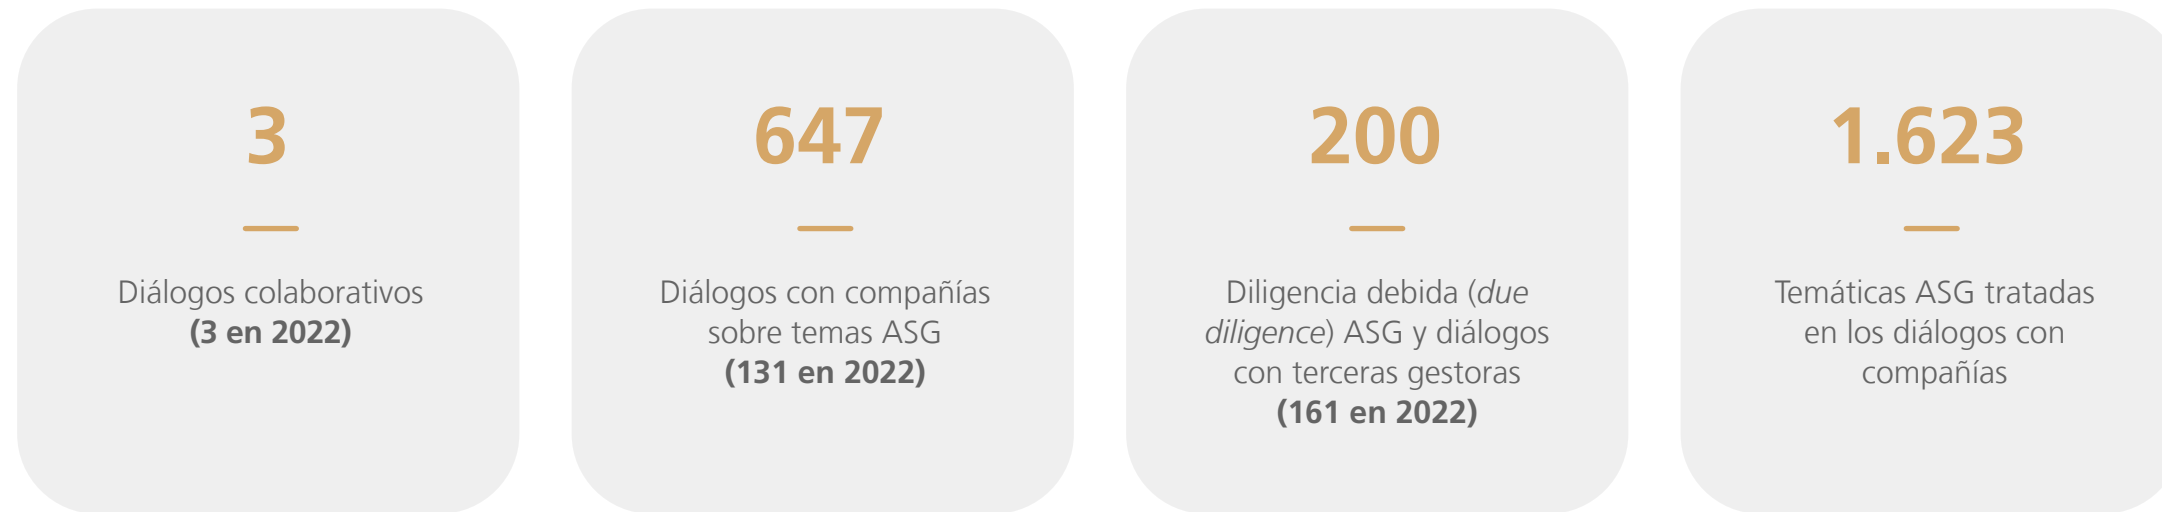 3
Diálogos colaborativos
(3 en 2022)
647
Diálogos con compañías
sobre temas ASG
(131 en 2022)
200
Diligencia debida (due
diligence) ASG y diálogos
con terceras gestoras
(161 en 2022)
1.623
Temáticas ASG tratadas
en los diálogos con
compañías